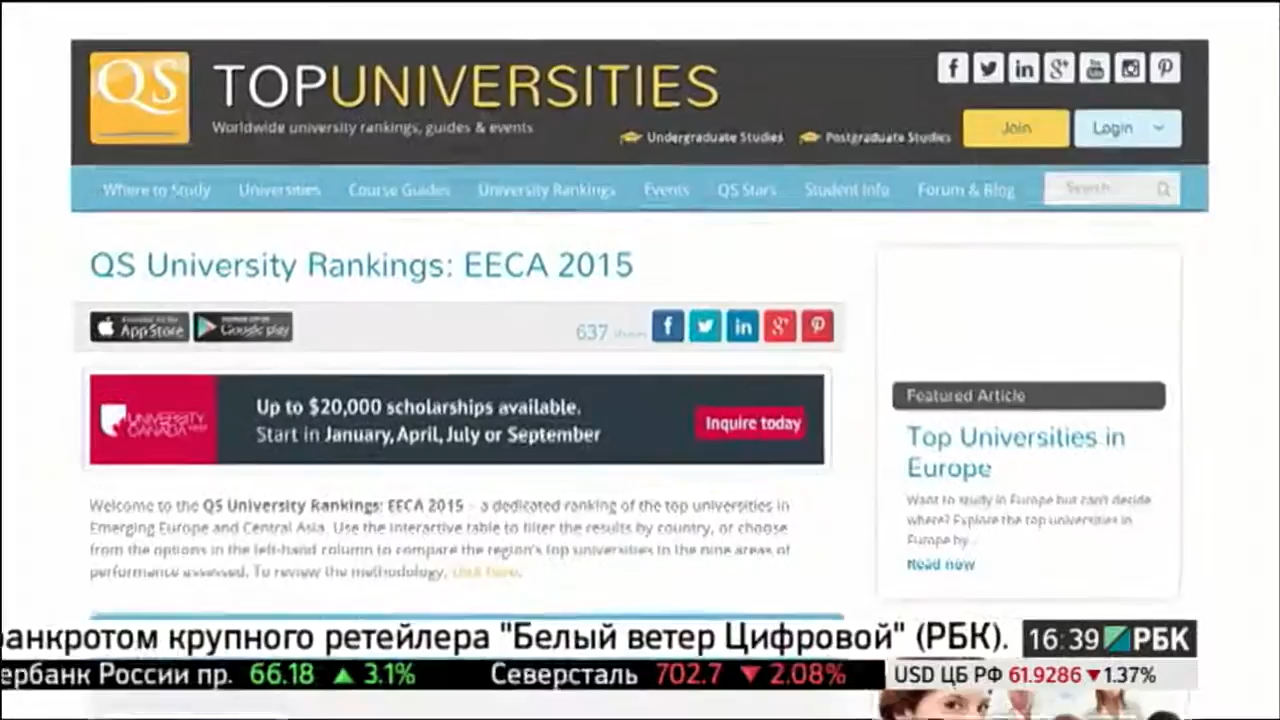 QS
TOPUNIVERSITIES
Worldwide university rankings, guides & events
Undergraduate Studies
Postgraduate Studies
Join
Login
Where to Study
Universities
Course Guides
University Rankings
Events
QS Stars
Student Info
Forum & Blog
Search
QS University Rankings: EECA 2015
App Store
Google play
637 shares
UNIVERSITY
CANADA WEST
Up to $20,000 scholarships available.
Start in January, April, July or September
Inquire today
Welcome to the QS University Rankings: EECA 2015 – a dedicated ranking of the top universities in
Emerging Europe and Central Asia. Use the interactive table to filter the results by country, or choose
from the options in the left-hand column to compare the region's top universities in the nine areas of
performance assessed. To review the methodology, click here.
Featured Article
Top Universities in
Europe
Want to study in Europe but can't decide
where? Explore the top universities in
Europe by...
Read now
банкротом крупного ретейлера "Белый ветер Цифровой" (РБК).
16:39 РБК
ербанк России пр. 66.18 ▲ 3.1% Северсталь 702.7 ▼ 2.08%
USD ЦБ РФ 61.9286 ▼1.37%